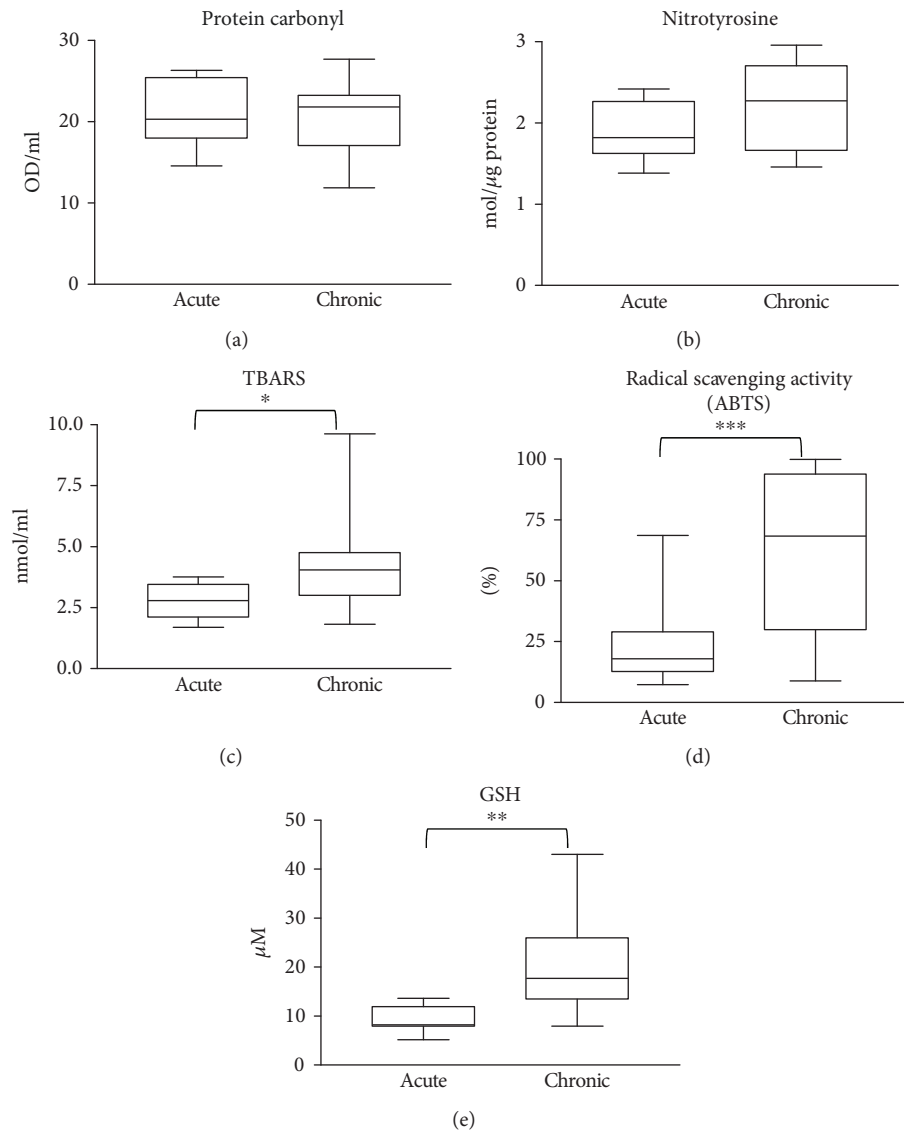 Protein carbonyl
30
20
10
0
OD/ml
Acute Chronic
(a)
Nitrotyrosine
3
2
1
0
mol/μg protein
Acute Chronic
(b)
TBARS
*
10.0
7.5
5.0
2.5
0.0
nmol/ml
Acute Chronic
(c)
Radical scavenging activity
(ABTS)
***
100
75
50
25
0
(%)
Acute Chronic
(d)
GSH
**
50
40
30
20
10
0
μM
Acute Chronic
(e)